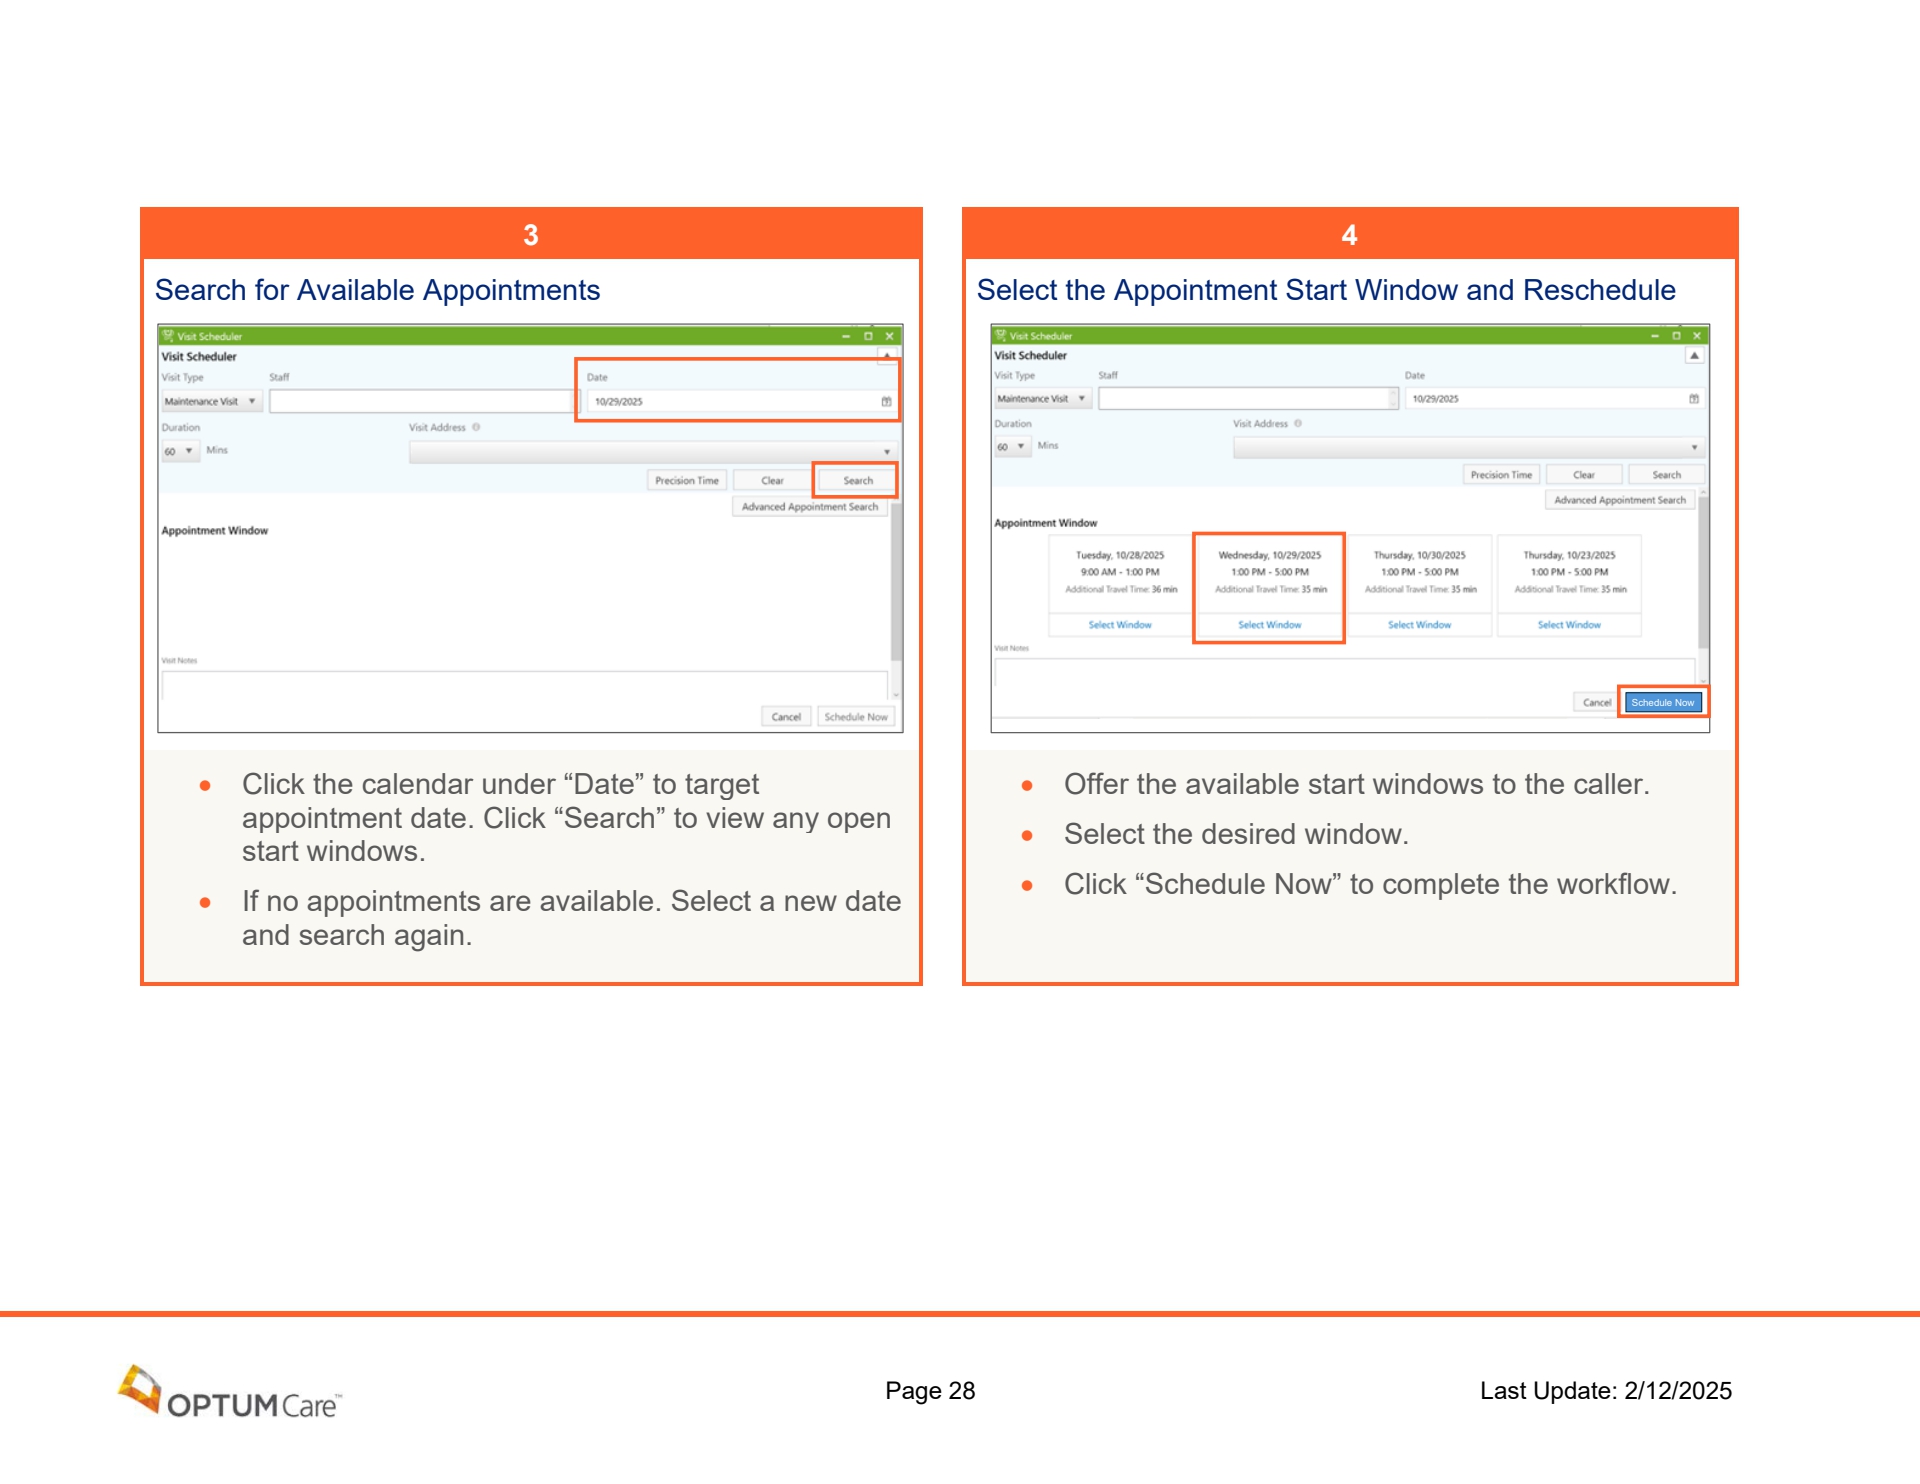 3
Search for Available Appointments
Visit Scheduler
Visit Scheduler
Visit Type
Staff
Date
Maintenance Visit
10/29/2025
Duration
Visit Address
60
Mins
Precision Time
Clear
Search
Advanced Appointment Search
Appointment Window
Visit Notes
Cancel
Schedule Now
• Click the calendar under “Date” to target
appointment date. Click “Search” to view any open
start windows.
• If no appointments are available. Select a new date
and search again.
4
Select the Appointment Start Window and Reschedule
Visit Scheduler
Visit Scheduler
Visit Type
Staff
Date
Maintenance Visit
10/29/2025
Duration
Visit Address
60
Mins
Precision Time
Clear
Search
Advanced Appointment Search
Appointment Window
Tuesday, 10/28/2025
9:00 AM - 1:00 PM
Additional Travel Time: 36 min
Select Window
Wednesday, 10/29/2025
1:00 PM - 5:00 PM
Additional Travel Time: 35 min
Select Window
Thursday, 10/30/2025
1:00 PM - 5:00 PM
Additional Travel Time: 35 min
Select Window
Thursday, 10/23/2025
1:00 PM - 5:00 PM
Additional Travel Time: 35 min
Select Window
Visit Notes
Cancel
Schedule Now
• Offer the available start windows to the caller.
• Select the desired window.
• Click “Schedule Now” to complete the workflow.
OPTUMCare™
Page 28
Last Update: 2/12/2025